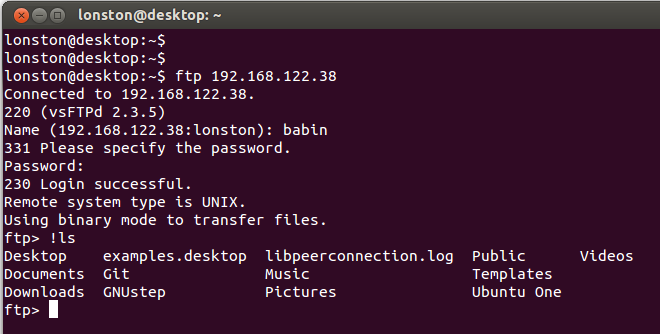 lonston@desktop: ~
lonston@desktop:~$
lonston@desktop:~$
lonston@desktop:~$ ftp 192.168.122.38
Connected to 192.168.122.38.
220 (vsFTPd 2.3.5)
Name (192.168.122.38:lonston): babin
331 Please specify the password.
Password:
230 Login successful.
Remote system type is UNIX.
Using binary mode to transfer files.
ftp> !ls
Desktop    examples.desktop  libpeerconnection.log  Public      Videos
Documents  Git               Music                  Templates
Downloads  GNUstep           Pictures               Ubuntu One
ftp>